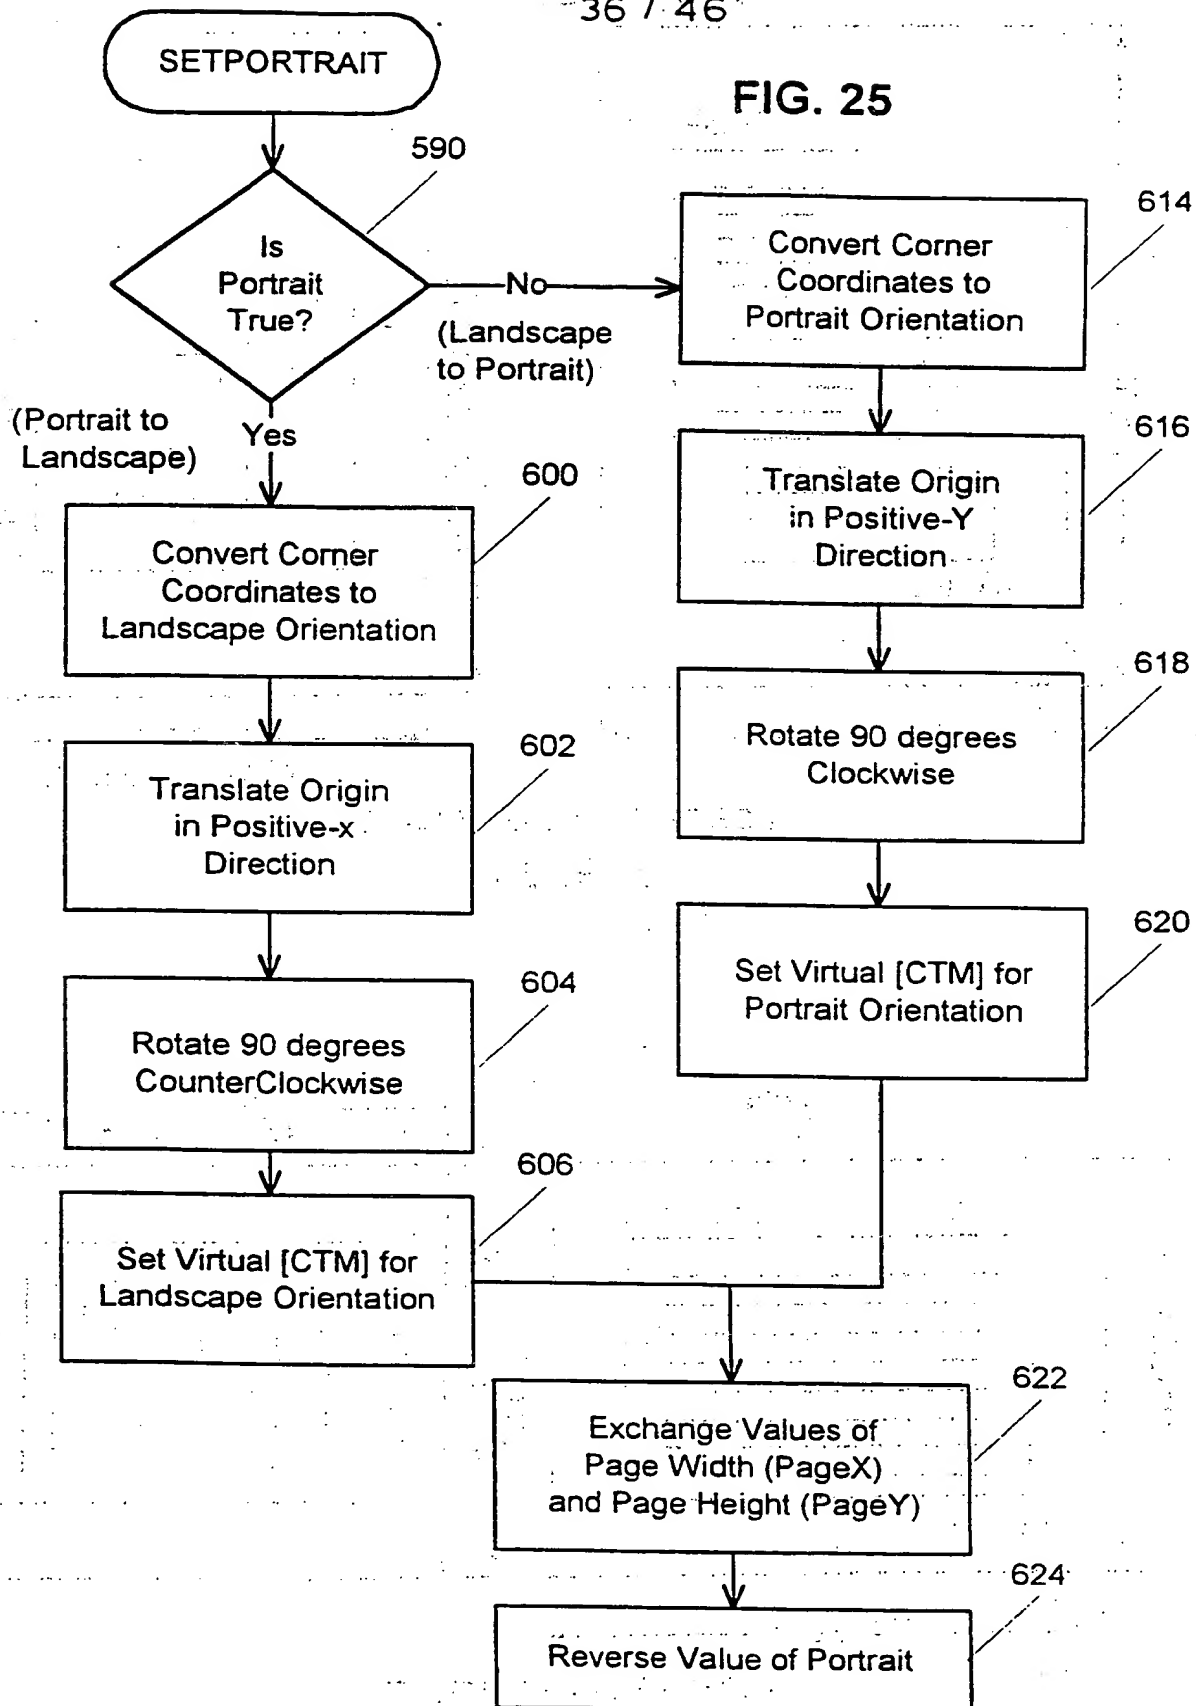 36 / 46
SETPORTRAIT
FIG. 25
590
Is
Portrait
True?
No
(Landscape
to Portrait)
(Portrait to
Landscape)
Yes
600
Convert Corner
Coordinates to
Landscape Orientation
602
Translate Origin
in Positive-x
Direction
604
Rotate 90 degrees
CounterClockwise
606
Set Virtual [CTM] for
Landscape Orientation
614
Convert Corner
Coordinates to
Portrait Orientation
616
Translate Origin
in Positive-Y
Direction
618
Rotate 90 degrees
Clockwise
620
Set Virtual [CTM] for
Portrait Orientation
622
Exchange Values of
Page Width (PageX)
and Page Height (PageY)
624
Reverse Value of Portrait